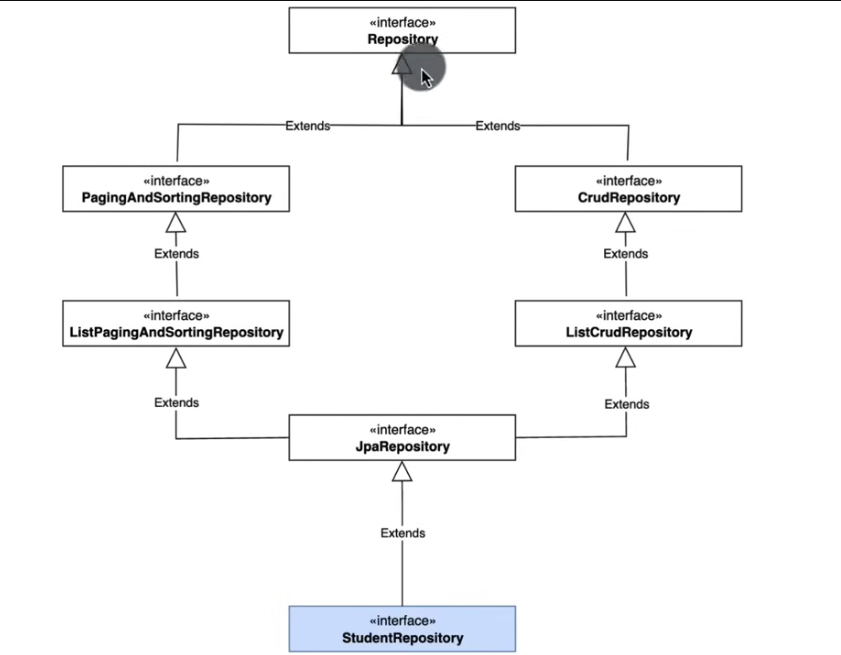 «interface»
Repository
Extends
Extends
«interface»
PagingAndSortingRepository
«interface»
CrudRepository
Extends
Extends
«interface»
ListPagingAndSortingRepository
«interface»
ListCrudRepository
Extends
Extends
«interface»
JpaRepository
Extends
«interface»
StudentRepository